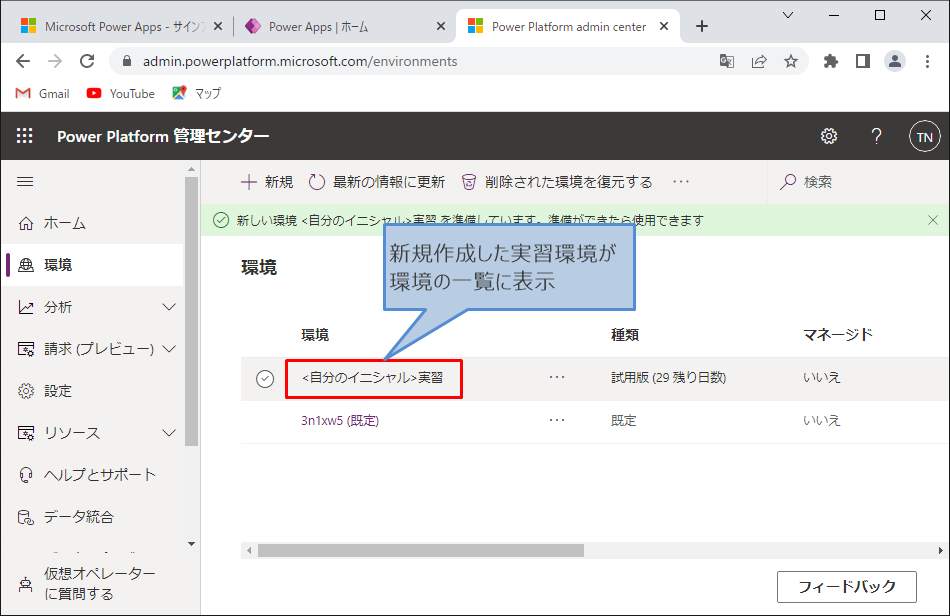 Microsoft Power Apps - サインフ
Power Apps | ホーム
Power Platform admin center
admin.powerplatform.microsoft.com/environments
Gmail
YouTube
マップ
Power Platform 管理センター
TN
ホーム
環境
分析
請求 (プレビュー)
設定
リソース
ヘルプとサポート
データ統合
仮想オペレーター
に質問する
新規
最新の情報に更新
削除された環境を復元する
検索
新しい環境 <自分のイニシャル>実習 を準備しています。準備ができたら使用できます
環境
新規作成した実習環境が
環境の一覧に表示
環境 種類 マネージド
<自分のイニシャル>実習 試用版 (29 残り日数) いいえ
3n1xw5 (既定) 既定 いいえ
フィードバック